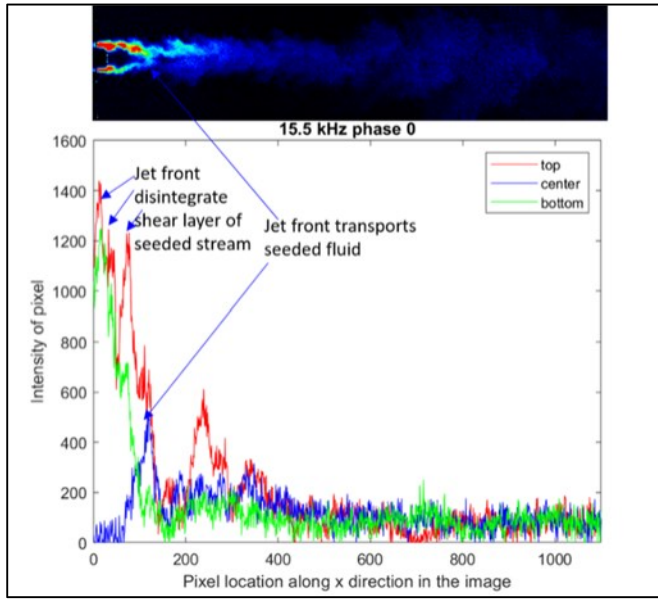 15.5 kHz phase 0
1600
1400
1200
1000
800
600
400
200
0
Intensity of pixel
Jet front
disintegrate
shear layer of
seeded stream
Jet front transports
seeded fluid
top
center
bottom
0 200 400 600 800 1000
Pixel location along x direction in the image